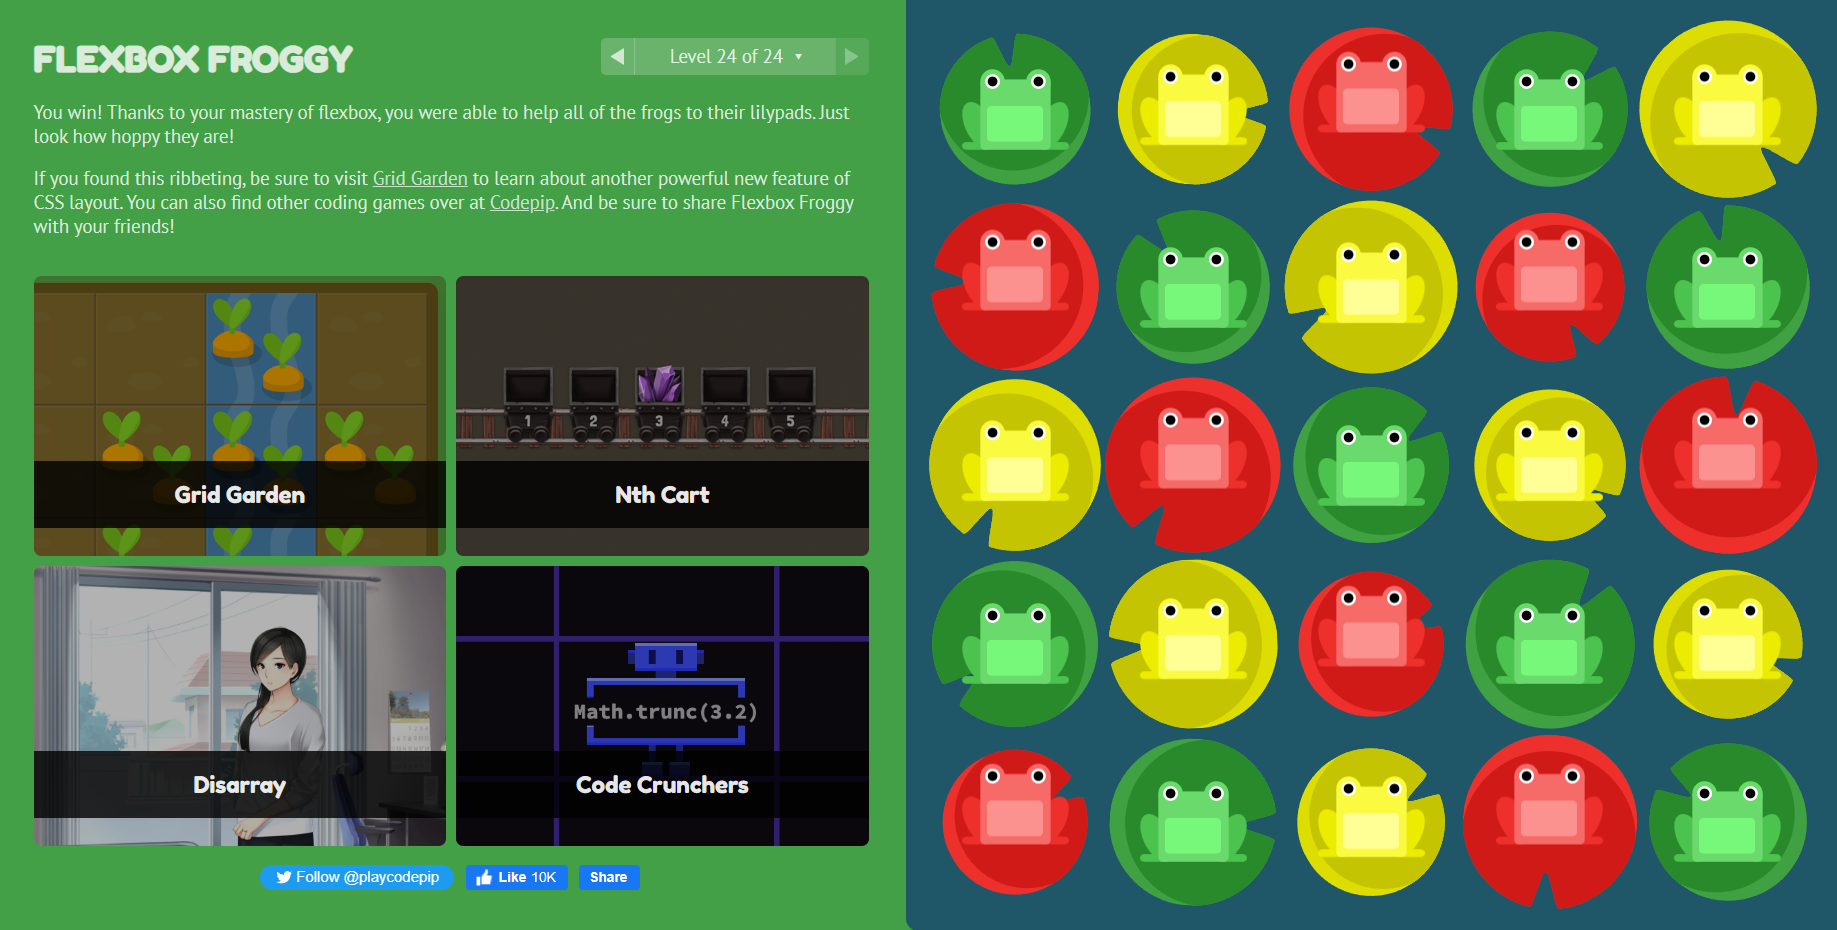 FLEXBOX FROGGY
Level 24 of 24
You win! Thanks to your mastery of flexbox, you were able to help all of the frogs to their lilypads. Just
look how hoppy they are!
If you found this ribbeting, be sure to visit Grid Garden to learn about another powerful new feature of
CSS layout. You can also find other coding games over at Codepip. And be sure to share Flexbox Froggy
with your friends!
Grid Garden
1 2 3 4 5
Nth Cart
Disarray
Math.trunc(3.2)
Code Crunchers
Follow @playcodepip
Like 10K
Share